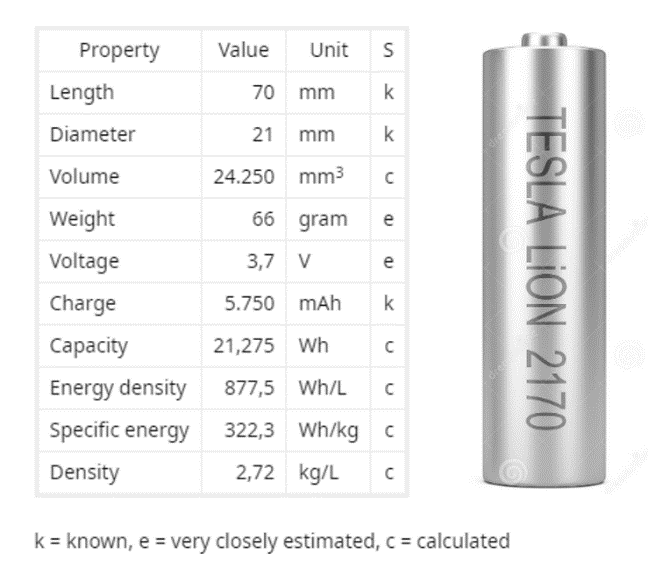 Property Value Unit S
Length 70 mm k
Diameter 21 mm k
Volume 24.250 mm³ c
Weight 66 gram e
Voltage 3,7 V e
Charge 5.750 mAh k
Capacity 21,275 Wh c
Energy density 877,5 Wh/L c
Specific energy 322,3 Wh/kg c
Density 2,72 kg/L c
TESLA LiON 2170
k = known, e = very closely estimated, c = calculated